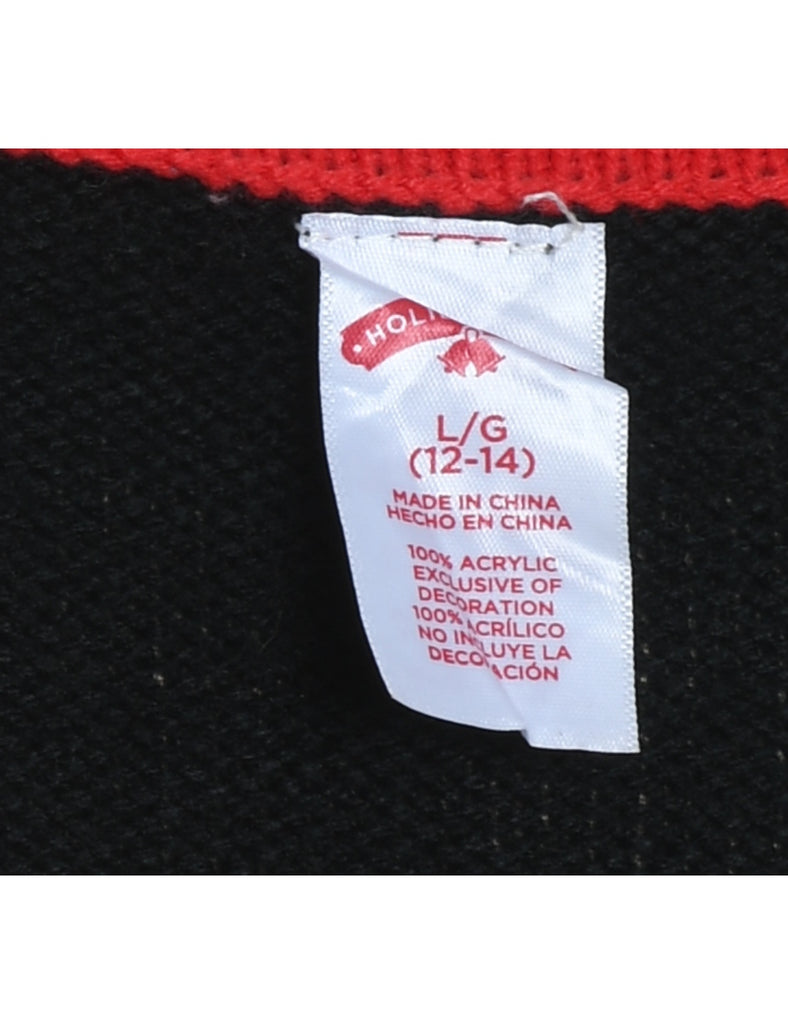 L/G
(12-14)
MADE IN CHINA
HECHO EN CHINA
100% ACRYLIC
EXCLUSIVE OF
DECORATION
100% ACRÍLICO
NO INCLUYE LA
DECORACIÓN